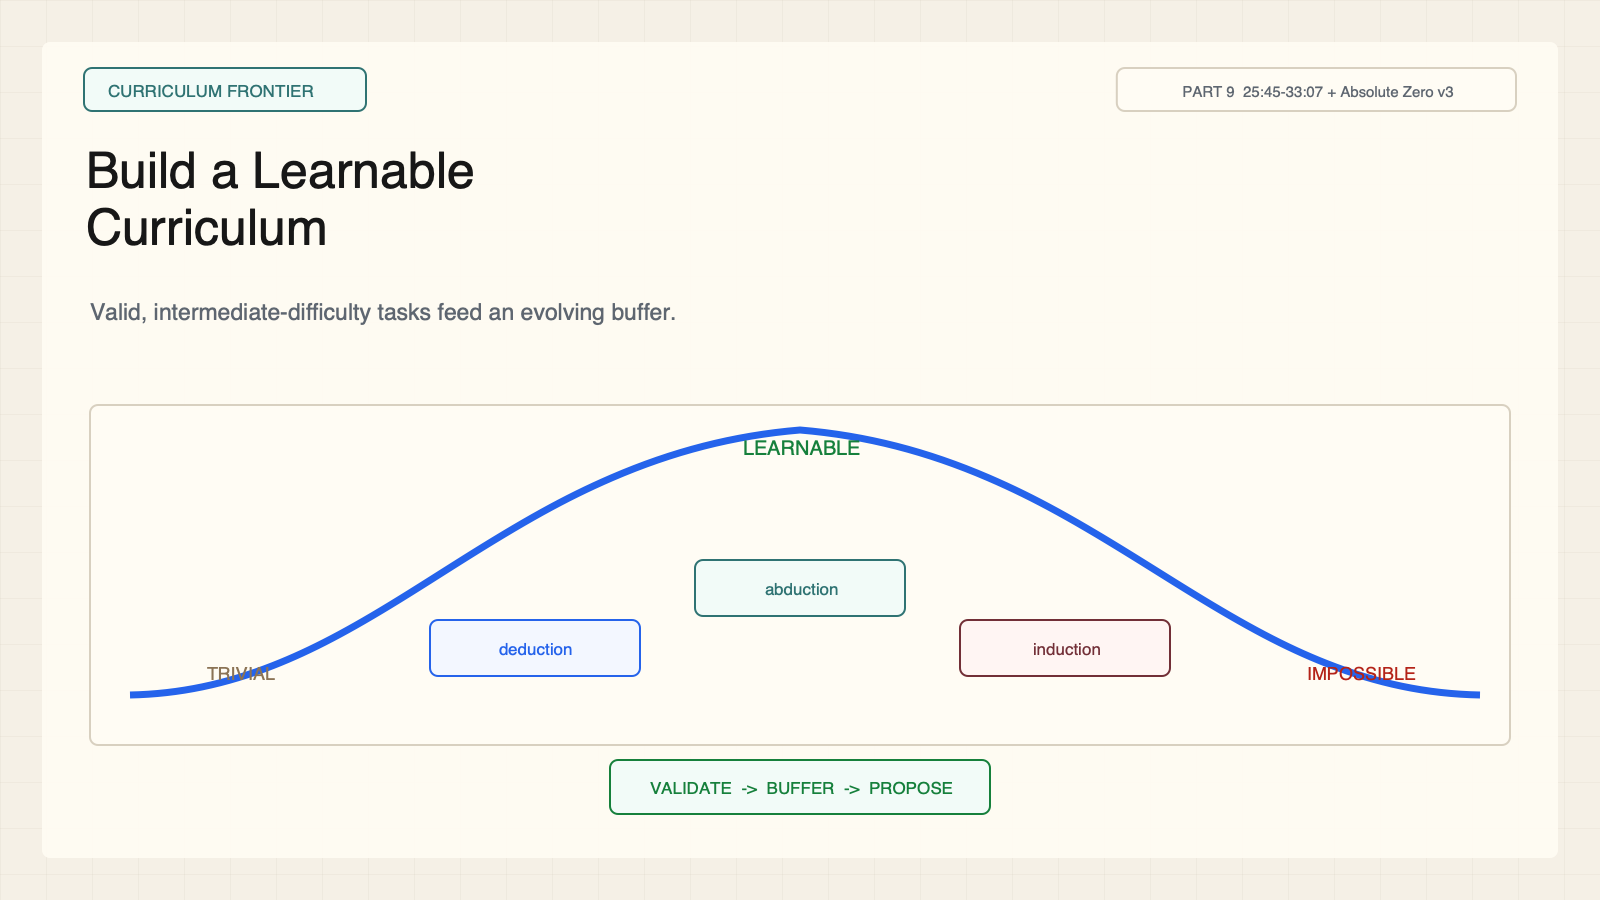 CURRICULUM FRONTIER
PART 9 25:45-33:07 + Absolute Zero v3
Build a Learnable
Curriculum
Valid, intermediate-difficulty tasks feed an evolving buffer.
LEARNABLE
abduction
deduction
induction
TRIVIAL
IMPOSSIBLE
VALIDATE -> BUFFER -> PROPOSE